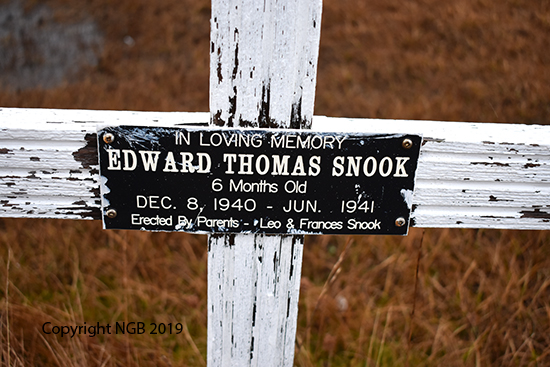 IN LOVING MEMORY
EDWARD THOMAS SNOOK
6 Months Old
DEC. 8, 1940 - JUN. 1941
Erected By Parents - Leo & Frances Snook
Copyright NGB 2019